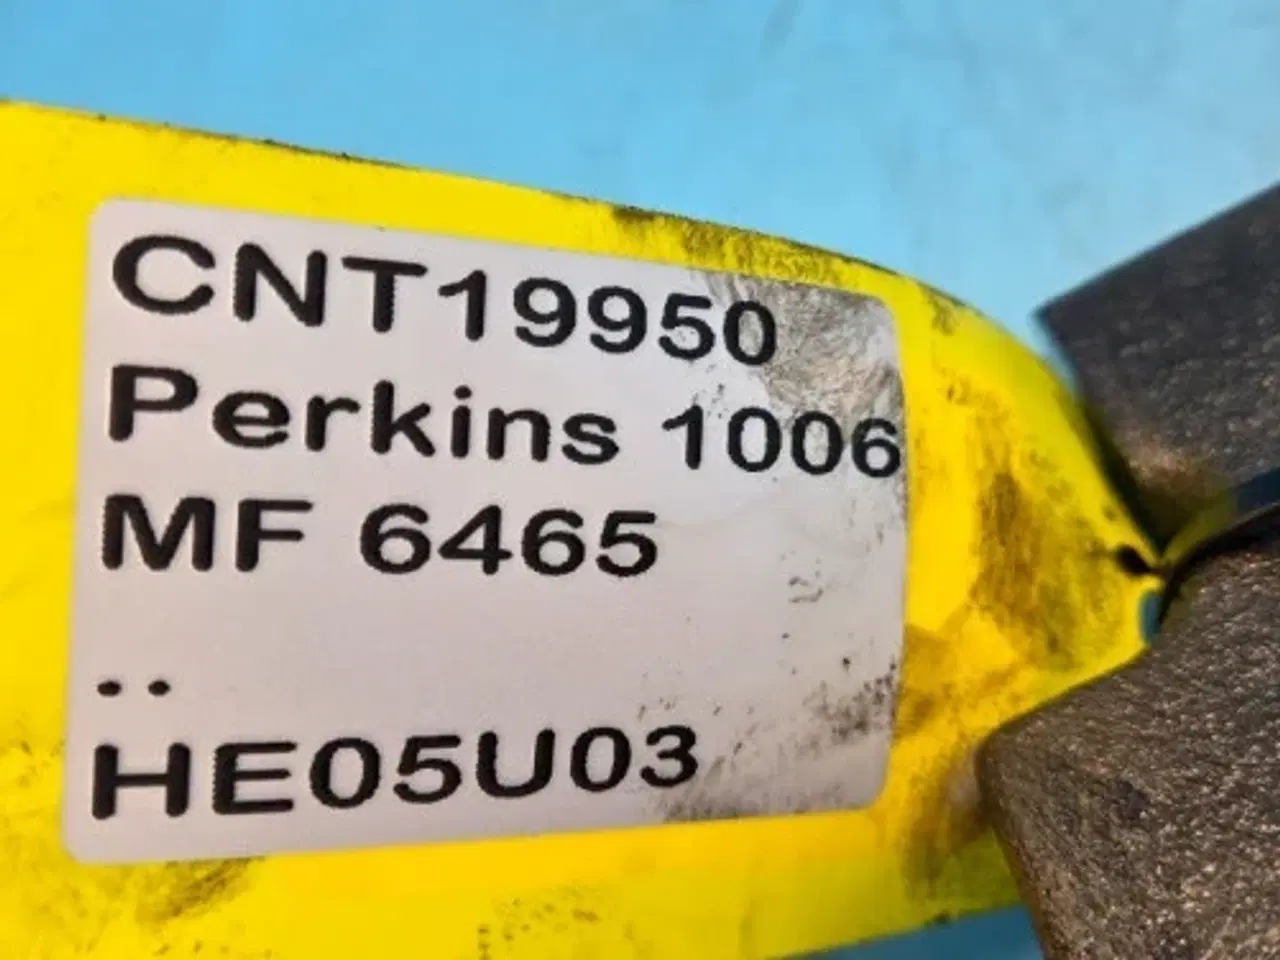 CNT19950
Perkins 1006
MF 6465
..
HE05U03